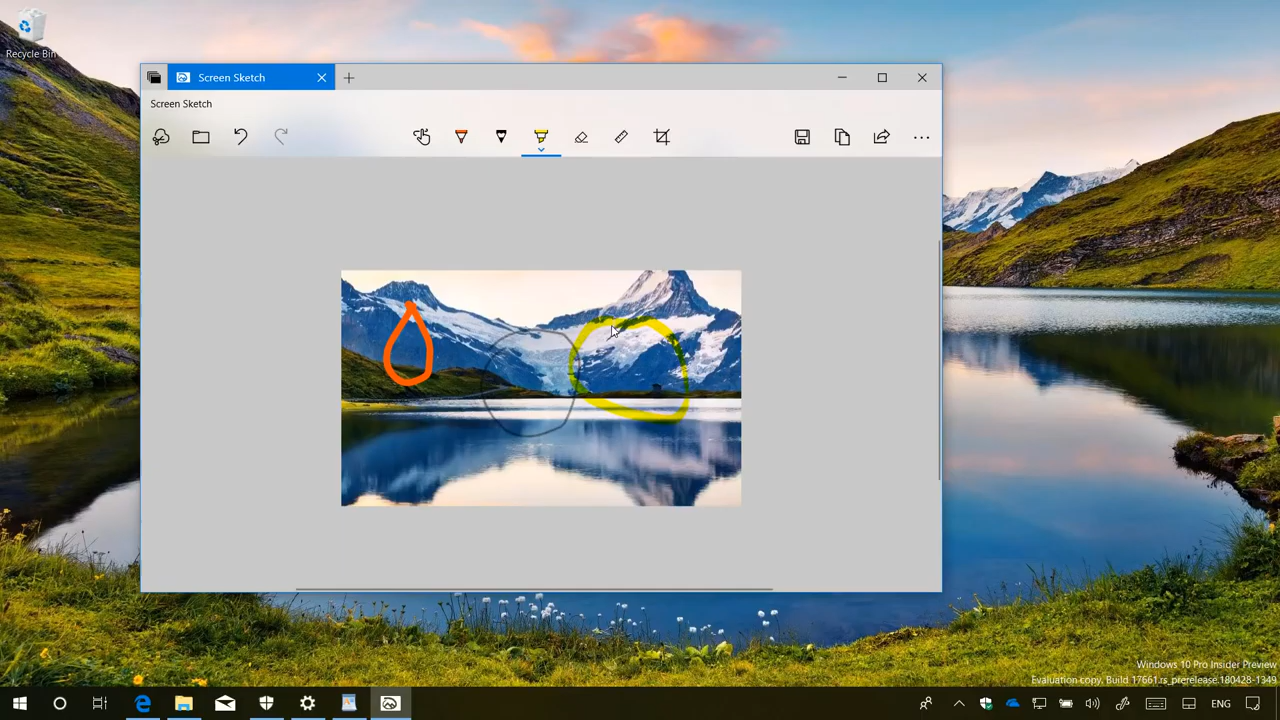 Recycle Bin
Screen Sketch
Screen Sketch
Windows 10 Pro Insider Preview
Evaluation copy. Build 17661.rs_prerelease.180428-1349
ENG